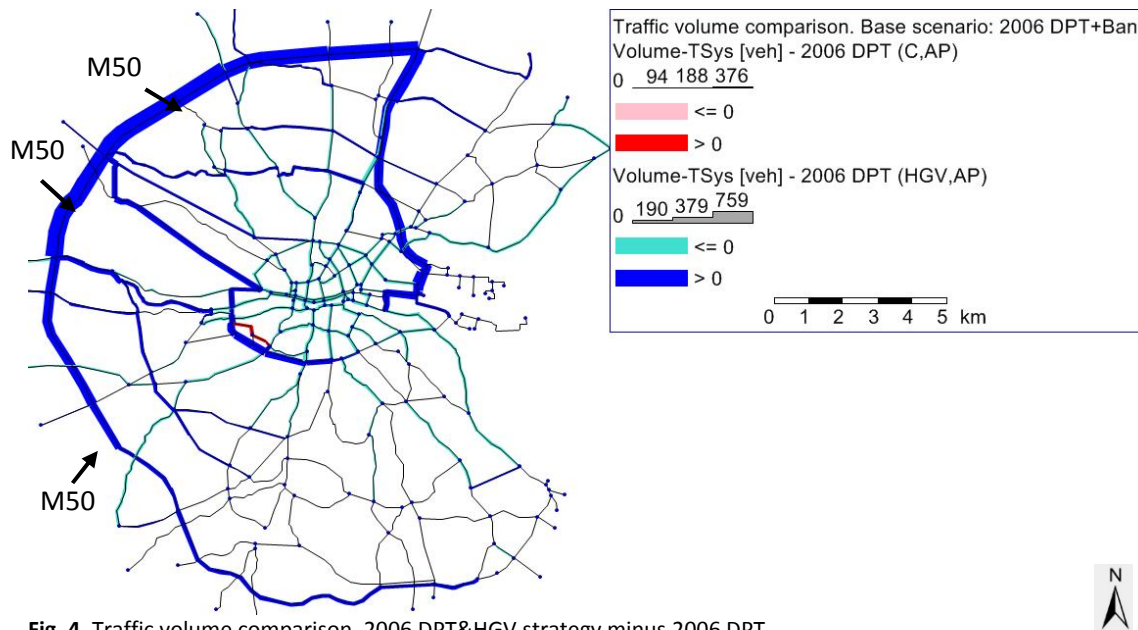 M50
M50
M50
Traffic volume comparison. Base scenario: 2006 DPT+Ban
Volume-TSys [veh] - 2006 DPT (C,AP)
0 94 188 376
<= 0
> 0
Volume-TSys [veh] - 2006 DPT (HGV,AP)
0 190 379 759
<= 0
> 0
0 1 2 3 4 5 km
N
Fig. 4. Traffic volume comparison. 2006 DPT&HGV strategy minus 2006 DPT